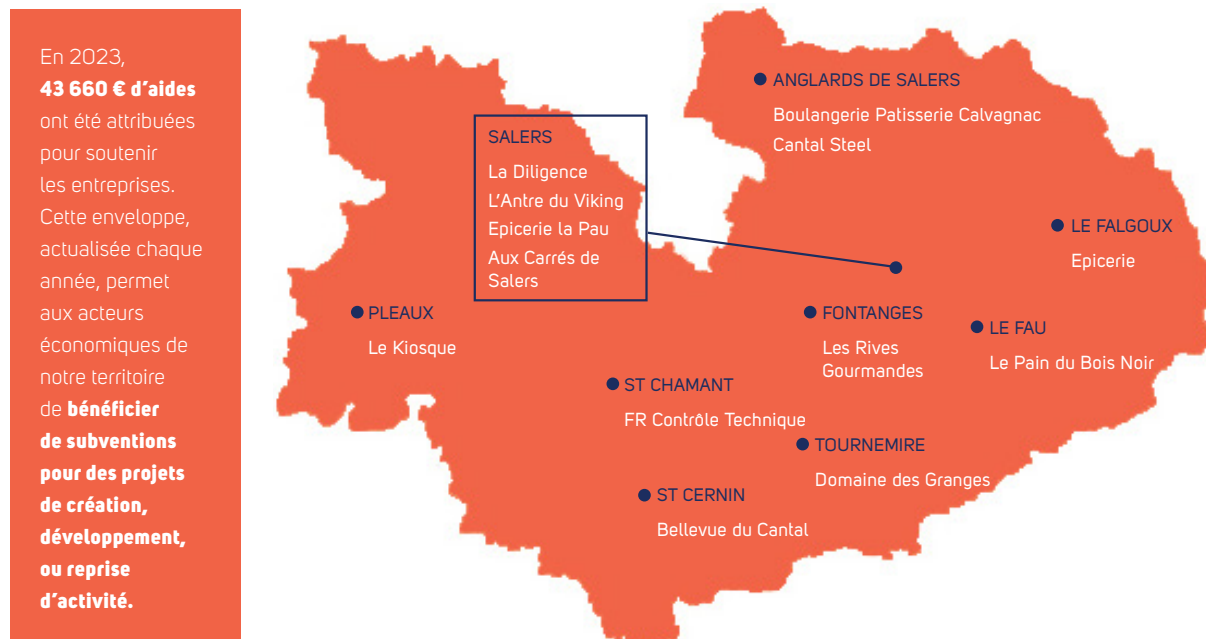 En 2023,
43 660 € d'aides
ont été attribuées
pour soutenir
les entreprises.
Cette enveloppe,
actualisée chaque
année, permet
aux acteurs
économiques de
notre territoire
de bénéficier
de subventions
pour des projets
de création,
développement,
ou reprise
d'activité.
ANGLARDS DE SALERS
Boulangerie Patisserie Calvagnac
Cantal Steel
SALERS
La Diligence
L'Antre du Viking
Epicerie la Pau
Aux Carrés de
Salers
LE FALGOUX
Epicerie
PLEAUX
Le Kiosque
FONTANGES
Les Rives
Gourmandes
LE FAU
Le Pain du Bois Noir
ST CHAMANT
FR Contrôle Technique
TOURNEMIRE
Domaine des Granges
ST CERNIN
Bellevue du Cantal